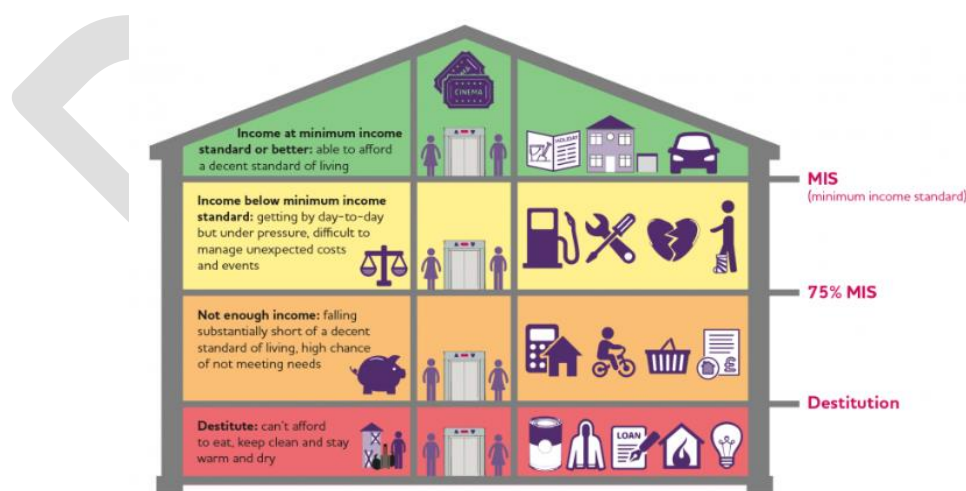 CINEMA
Income at minimum income
standard or better: able to afford
a decent standard of living
HOLIDAY
MIS
(minimum income standard)
Income below minimum income
standard: getting by day-to-day
but under pressure, difficult to
manage unexpected costs
and events
75% MIS
Not enough income: falling
substantially short of a decent
standard of living, high chance
of not meeting needs
£
Destitution
Destitute: can't afford
to eat, keep clean and stay
warm and dry
LOAN